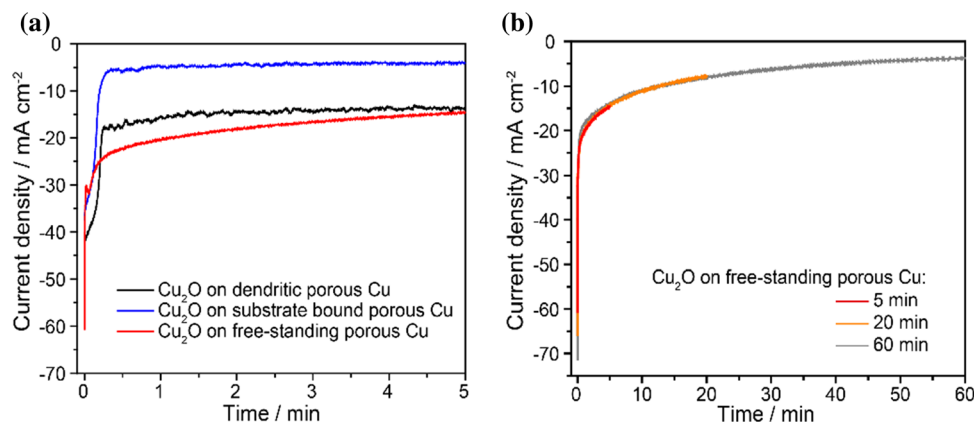 (a)
0
-10
-20
-30
-40
-50
-60
-70
Current density / mA cm⁻²
Cu₂O on dendritic porous Cu
Cu₂O on substrate bound porous Cu
Cu₂O on free-standing porous Cu
0 1 2 3 4 5
Time / min
(b)
0
-10
-20
-30
-40
-50
-60
-70
Current density / mA cm⁻²
Cu₂O on free-standing porous Cu:
5 min
20 min
60 min
0 10 20 30 40 50 60
Time / min